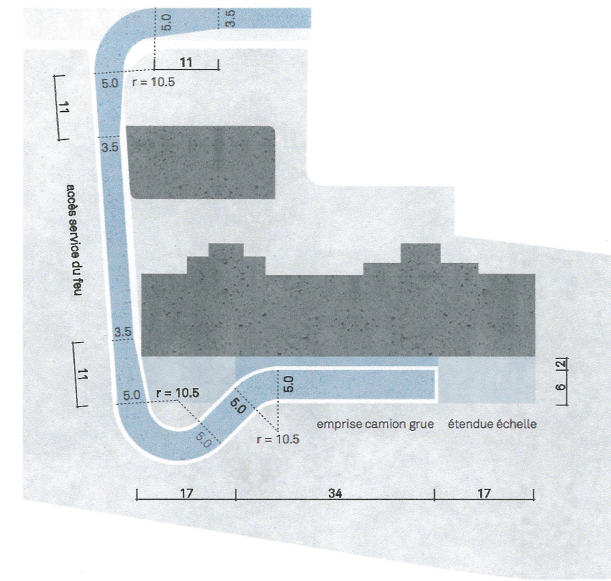 5.0
3.5
11
5.0 r = 10.5
11
3.5
accès service du feu
3.5
11
5.0
r = 10.5
5.0
5.0
5.0
r = 10.5
2
6
emprise camion grue étendue échelle
17 34 17